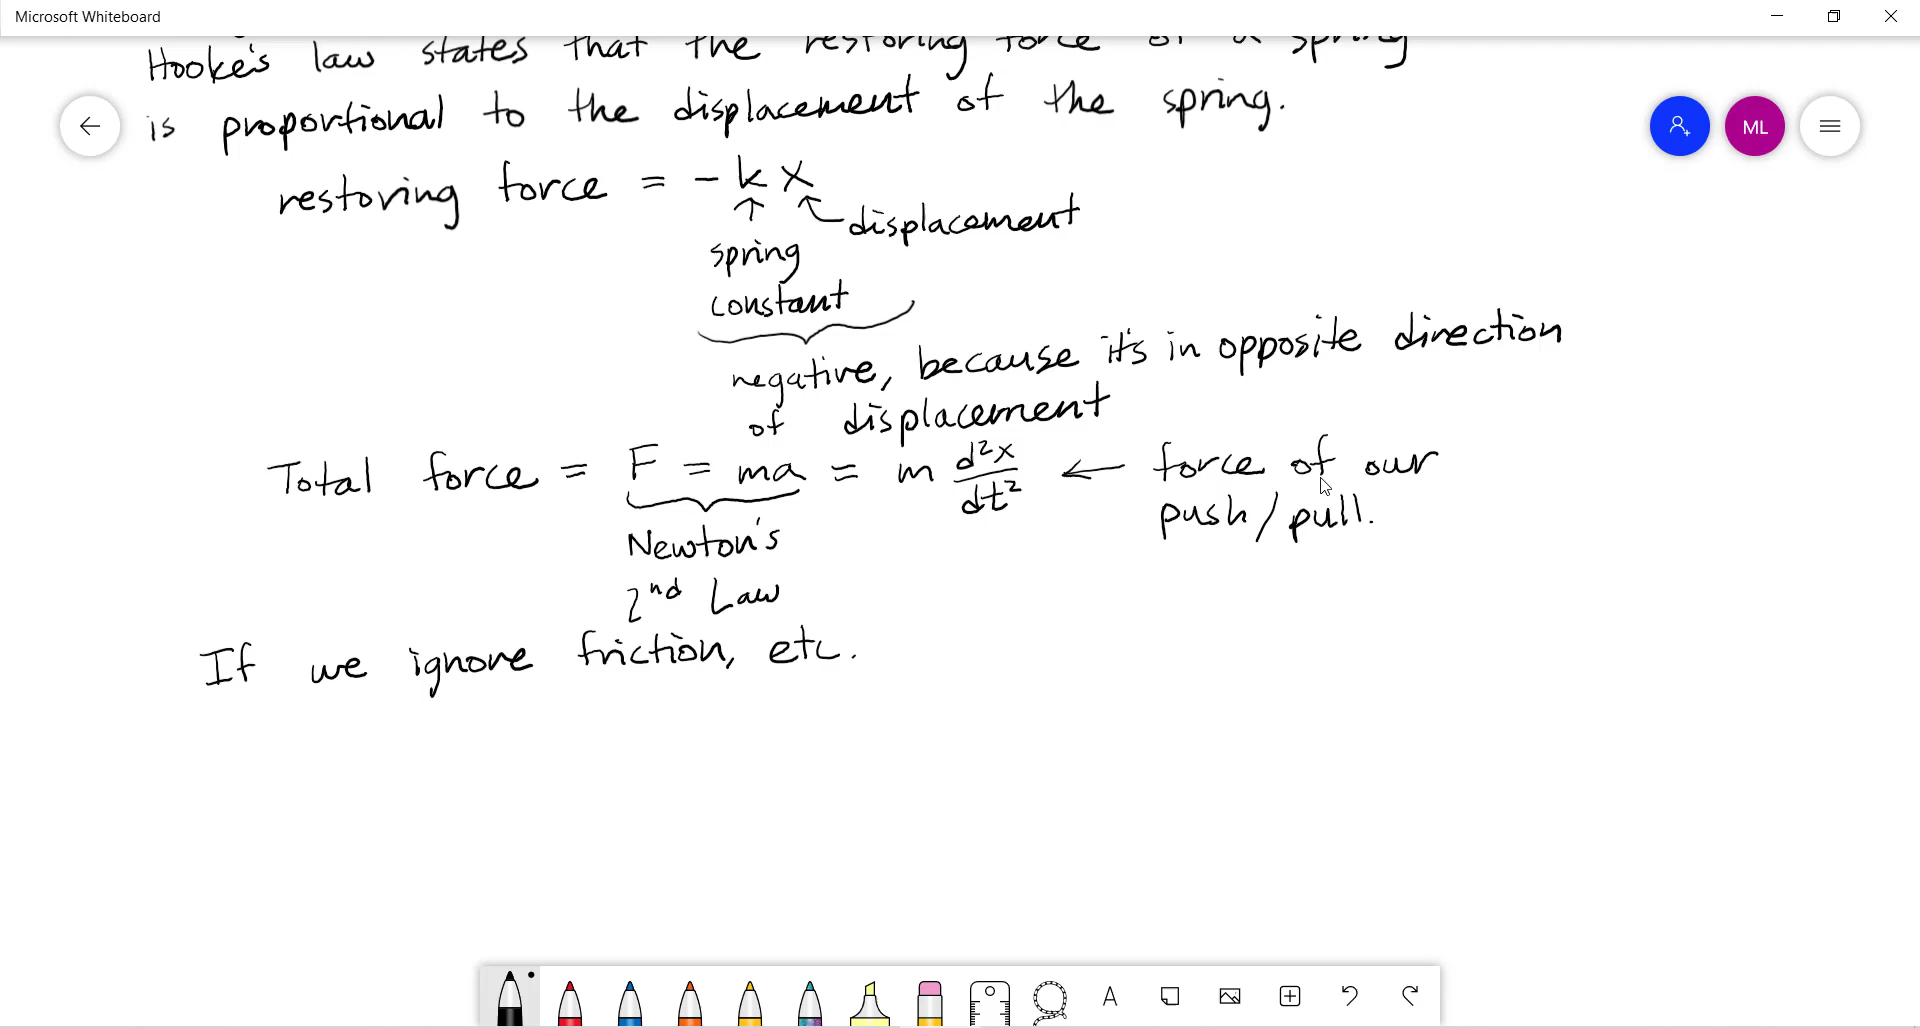 Microsoft Whiteboard
Hooke's law states that the restoring force of a spring
is proportional to the displacement of the spring.
ML
restoring force = - k x
displacement
spring
constant
negative, because it's in opposite direction
of displacement
Total force = F = ma = m d²x/dt² ← force of our
push/pull.
Newton's
2nd Law
If we ignore friction, etc.
A